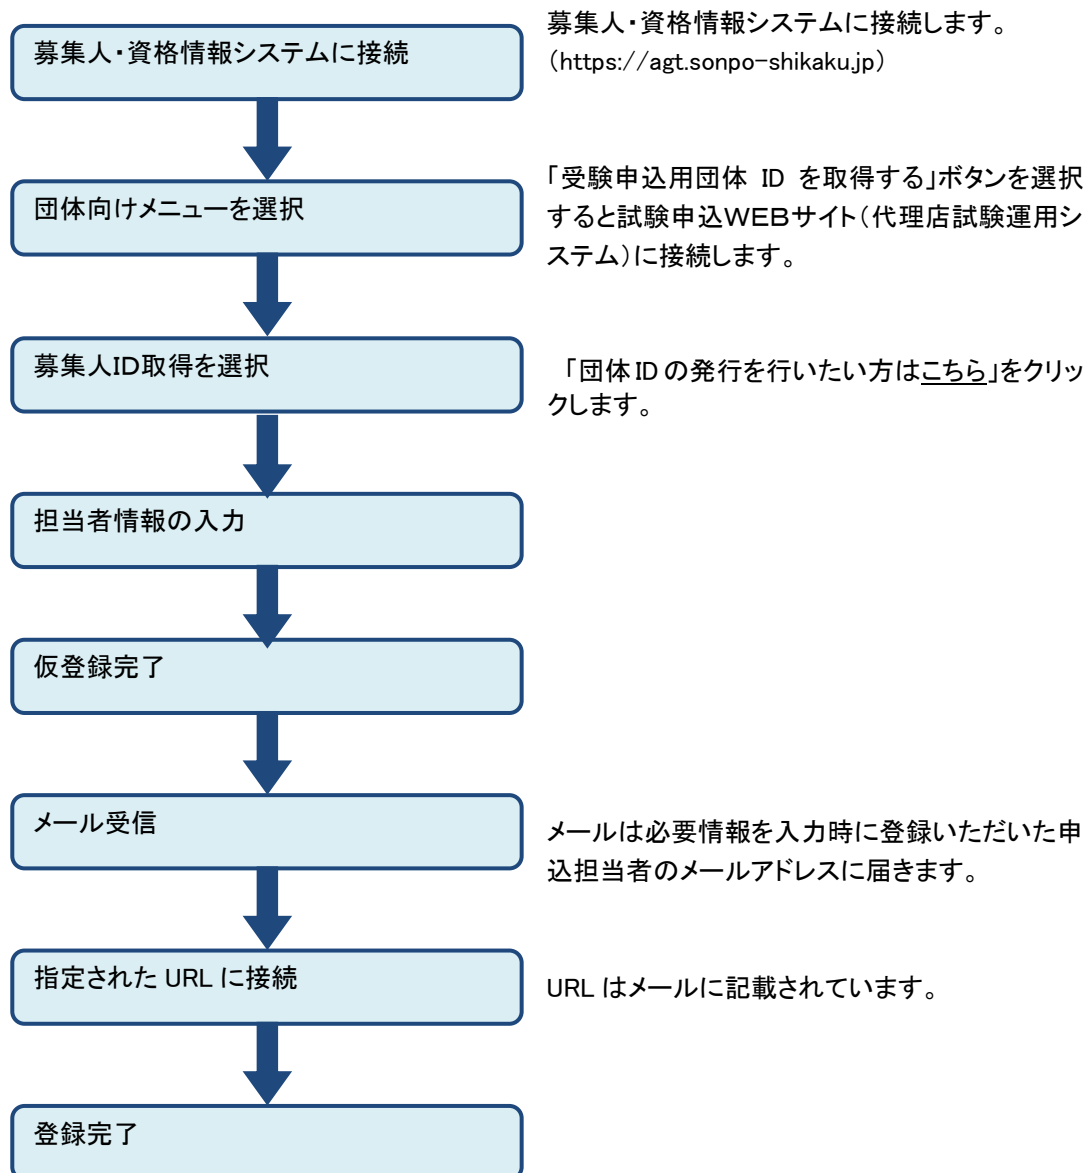 募集人・資格情報システムに接続
募集人・資格情報システムに接続します。
（https://agt.sonpo-shikaku.jp）
団体向けメニューを選択
「受験申込用団体 ID を取得する」ボタンを選択
すると試験申込ＷＥＢサイト（代理店試験運用シ
ステム）に接続します。
募集人ＩＤ取得を選択
「団体 ID の発行を行いたい方はこちら」をクリッ
クします。
担当者情報の入力
仮登録完了
メール受信
メールは必要情報を入力時に登録いただいた申
込担当者のメールアドレスに届きます。
指定された URL に接続
URL はメールに記載されています。
登録完了